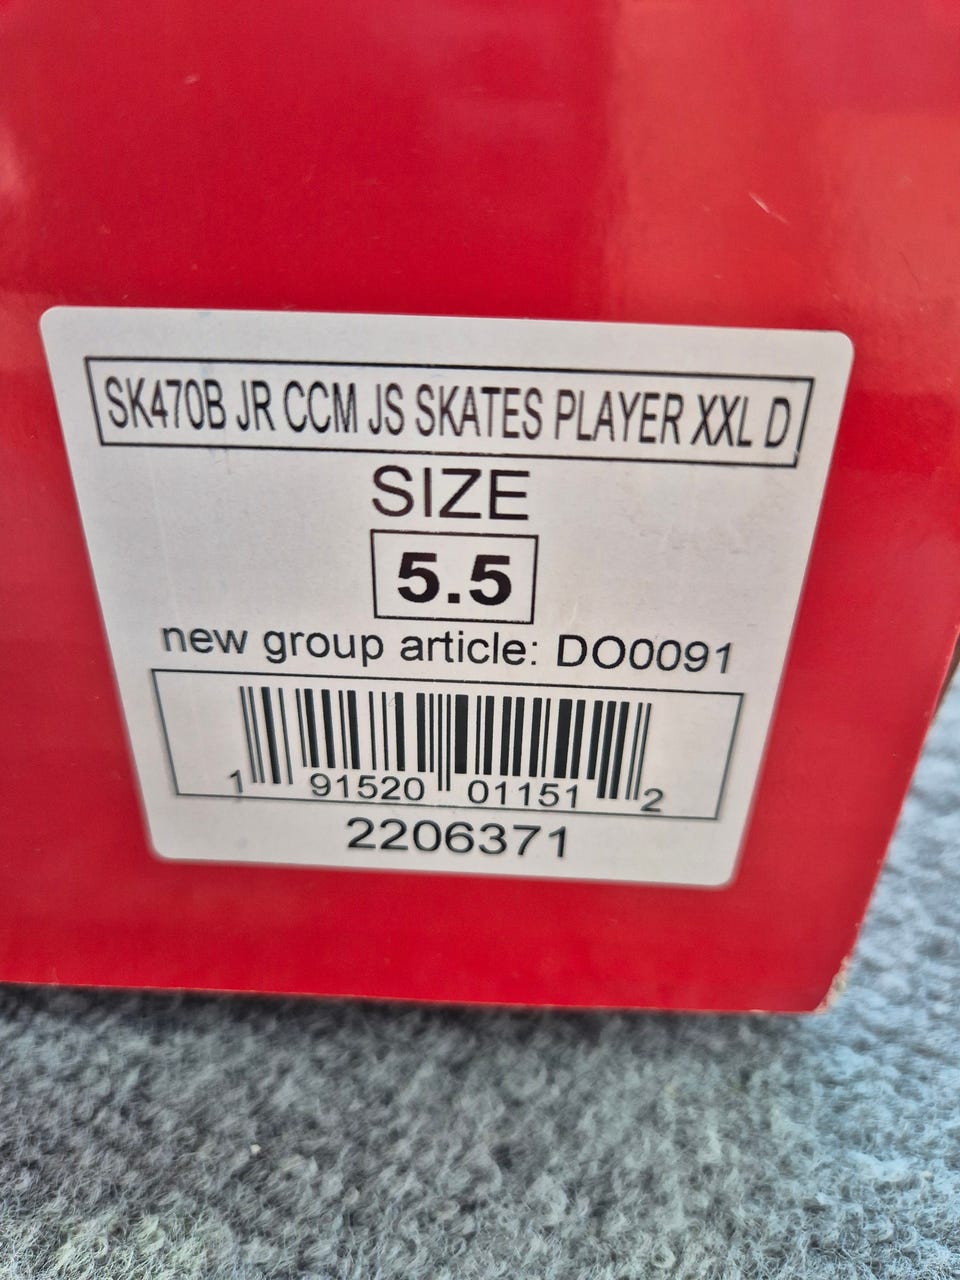 SK470B JR CCM JS SKATES PLAYER XXL D
SIZE
5.5
new group article: DO0091
1 91520 01151 2
2206371